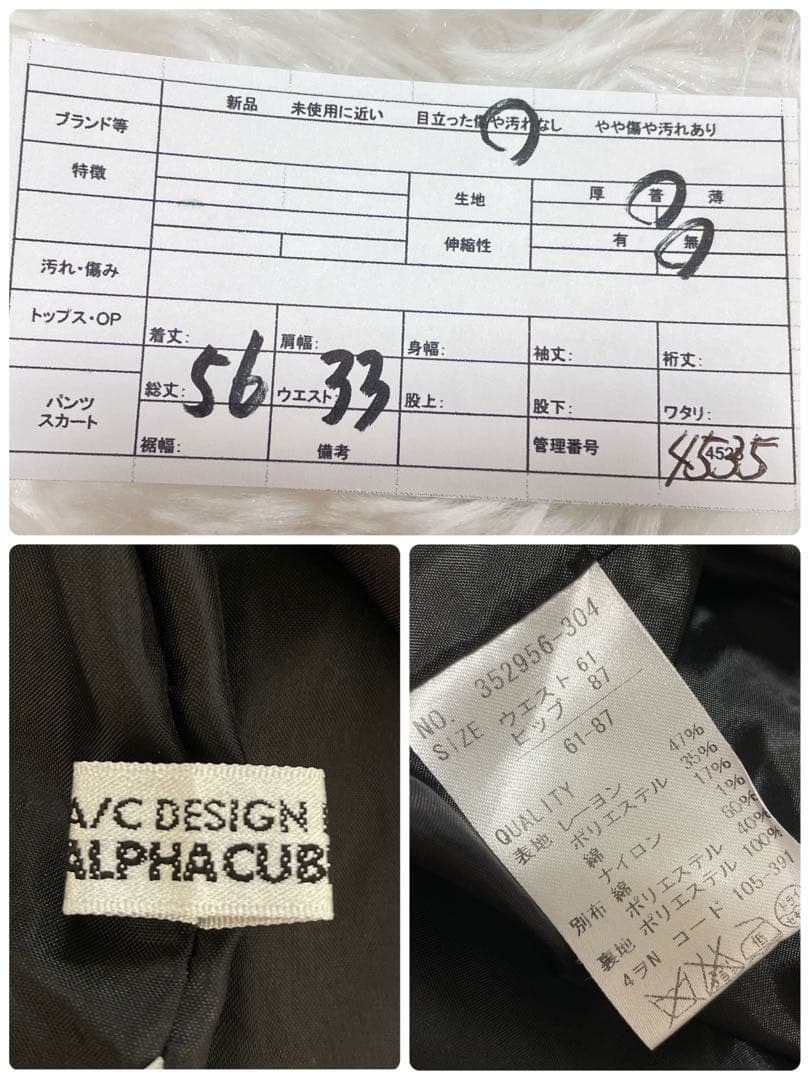 新品 未使用に近い 目立った傷や汚れなし やや傷や汚れあり
ブランド等
特徴
生地 厚 普 薄
伸縮性 有 無
汚れ・傷み
トップス・OP
着丈: 肩幅: 身幅: 袖丈: 裄丈:
パンツ
スカート
総丈: 56 ウエスト 33 股上: 股下: ワタリ:
裾幅: 備考 管理番号 4535
A/C DESIGN
ALPHACUB
NO. 352956-304
SIZE ウエスト 61
ヒップ 87
61-87
QUALITY
表地 レーヨン 47%
ポリエステル 35%
綿 17%
ナイロン 1%
別布 綿 60%
ポリエステル 40%
裏地 ポリエステル 100%
4ヲN コード 105-391
低